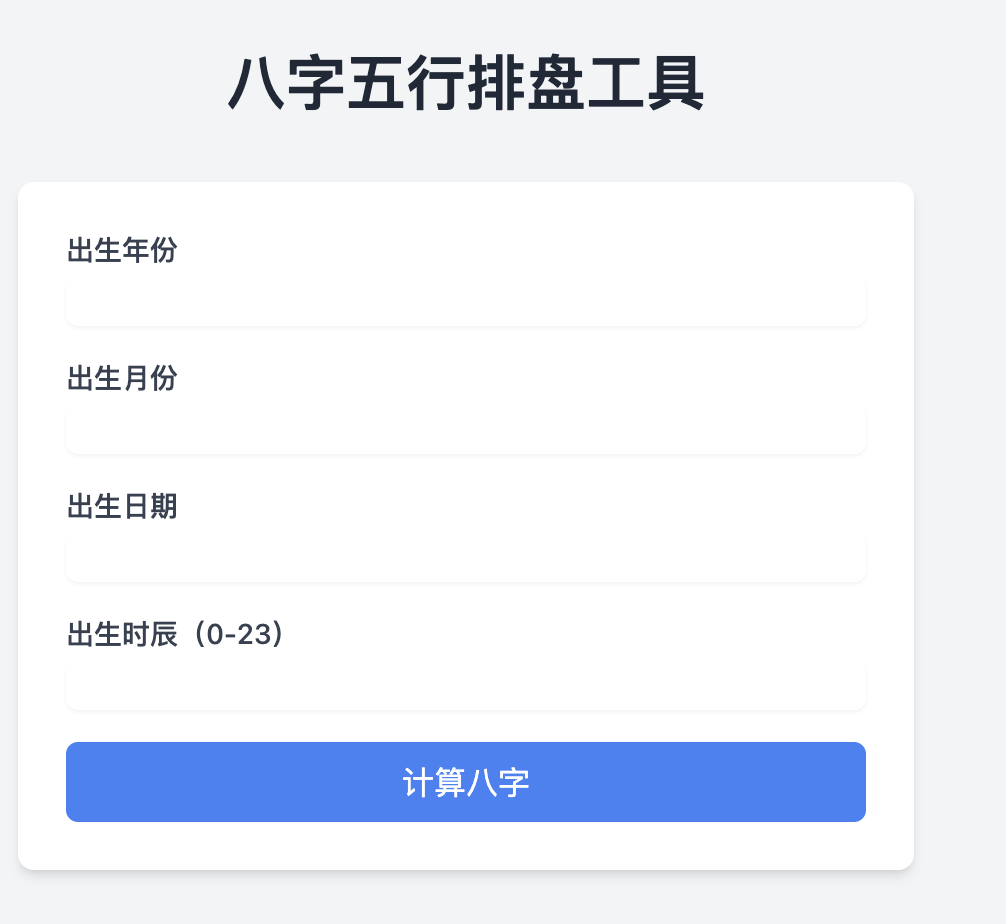 八字五行排盘工具
出生年份
出生月份
出生日期
出生时辰（0-23）
计算八字